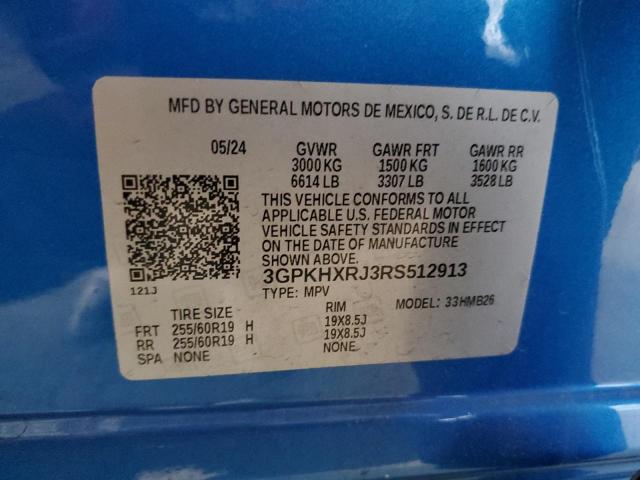 MFD BY GENERAL MOTORS DE MEXICO, S. DE R.L. DE C.V.
05/24 GVWR GAWR FRT GAWR RR
3000 KG 1500 KG 1600 KG
6614 LB 3307 LB 3528 LB
THIS VEHICLE CONFORMS TO ALL
APPLICABLE U.S. FEDERAL MOTOR
VEHICLE SAFETY STANDARDS IN EFFECT
ON THE DATE OF MANUFACTURE
SHOWN ABOVE.
3GPKHXRJ3RS512913
121J TYPE: MPV MODEL: 33HMB26
TIRE SIZE RIM
FRT 255/60R19 H 19X8.5J
RR 255/60R19 H 19X8.5J
SPA NONE NONE